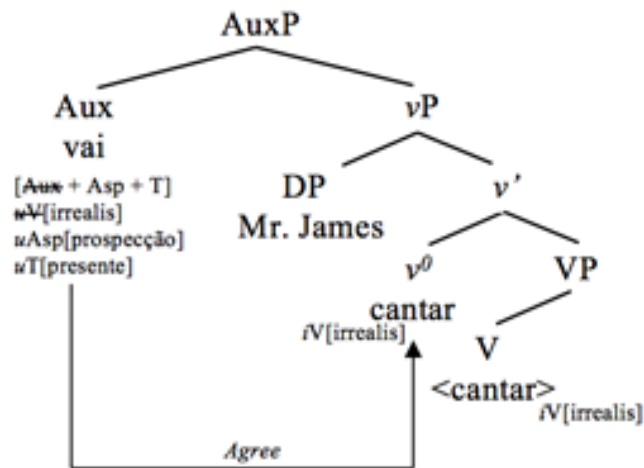 AuxP
Aux vP
vai
[Aux + Asp + T]
uV[irrealis]
uAsp[prospecção]
uT[presente]
DP v'
Mr. James
v⁰ VP
cantar
iV[irrealis]
V
<cantar>
iV[irrealis]
Agree